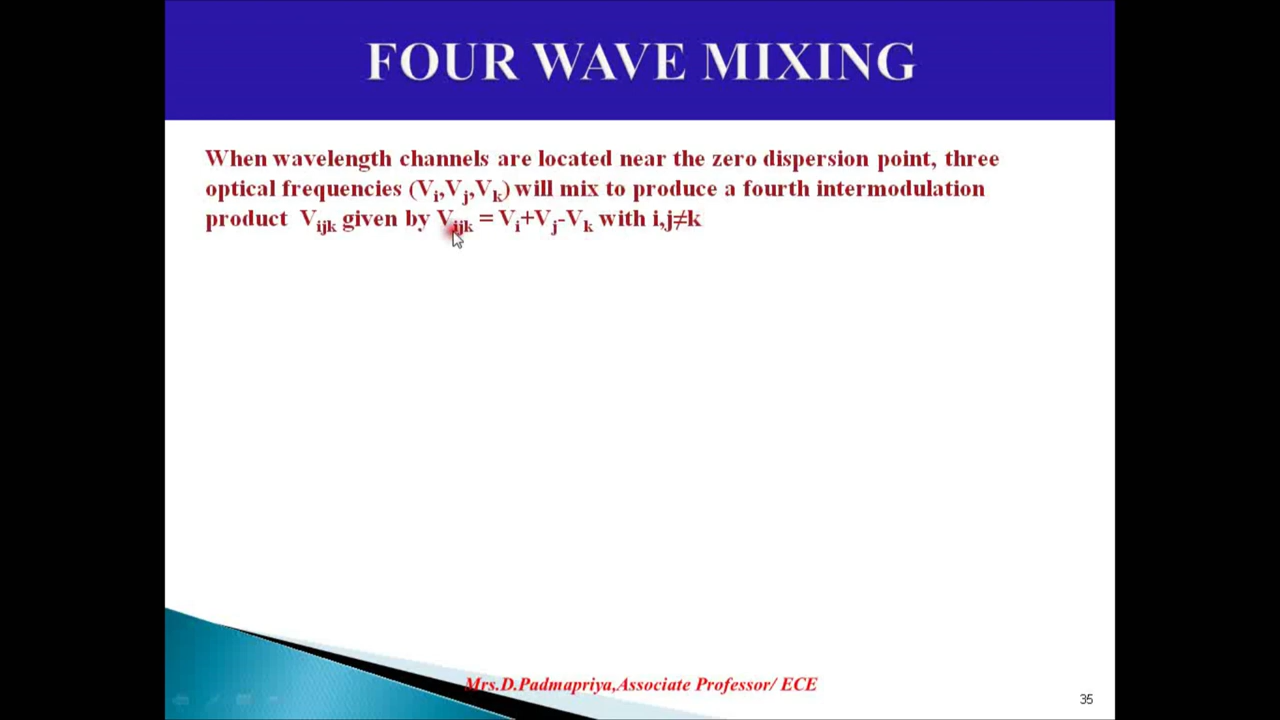 FOUR WAVE MIXING
When wavelength channels are located near the zero dispersion point, three
optical frequencies (Vi,Vj,Vk) will mix to produce a fourth intermodulation
product Vijk given by Vijk = Vi+Vj-Vk with i,j≠k
Mrs.D.Padmapriya,Associate Professor/ ECE
35